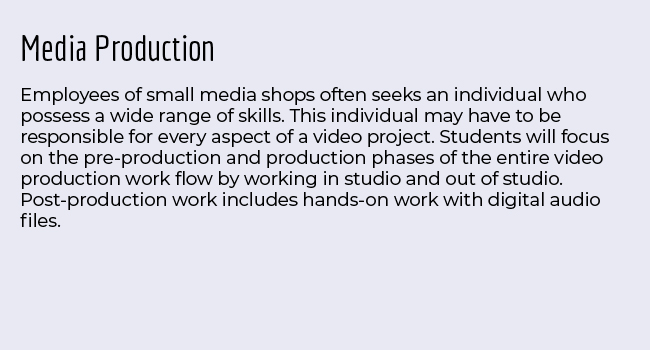 Media Production
Employees of small media shops often seeks an individual who
possess a wide range of skills. This individual may have to be
responsible for every aspect of a video project. Students will focus
on the pre-production and production phases of the entire video
production work flow by working in studio and out of studio.
Post-production work includes hands-on work with digital audio
files.